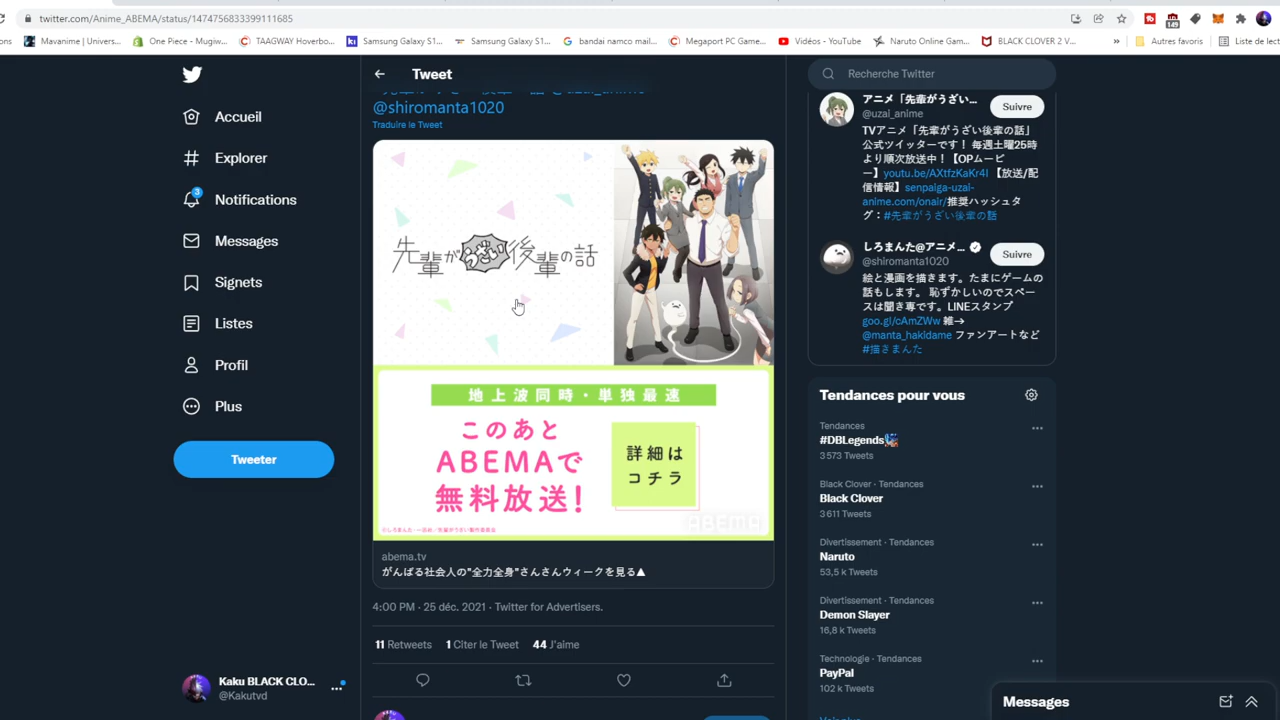 twitter.com/Anime_ABEMA/status/1474756833399111685
149
ons
Mavanime | Univers...
One Piece - Mugiw...
TAAGWAY Hoverbo...
Samsung Galaxy S1...
Samsung Galaxy S1...
bandai namco mail...
Megaport PC Game...
Vidéos - YouTube
Naruto Online Gam...
BLACK CLOVER 2 V...
»
Autres favoris
Liste de lect
Accueil
Explorer
3
Notifications
Messages
Signets
Listes
Profil
Plus
Tweeter
Kaku BLACK CLO...
@Kakutvd
Tweet
@shiromanta1020
Traduire le Tweet
先輩がうざい後輩の話
地上波同時・単独最速
このあと
ABEMAで
無料放送!
詳細は
コチラ
ABEMA
abema.tv
がんばる社会人の"全力全身"さんさんウィークを見る▲
4:00 PM · 25 déc. 2021 · Twitter for Advertisers.
11 Retweets 1 Citer le Tweet 44 J'aime
Recherche Twitter
アニメ「先輩がうざい...
@uzai_anime
Suivre
TVアニメ「先輩がうざい後輩の話」
公式ツイッターです！ 毎週土曜25時
より順次放送中！【OPムービ
ー】youtu.be/AXtfzKaKr4I 【放送/配
信情報】senpaiga-uzai-
anime.com/onair/推奨ハッシュタ
グ：#先輩がうざい後輩の話
しろまんた@アニメ...
@shiromanta1020
Suivre
絵と漫画を描きます。たまにゲームの
話もします。 恥ずかしいのでスペー
スは聞き専です。LINEスタンプ
goo.gl/cAmZWw 雑→
@manta_hakidame ファンアートなど
#描きまんた
Tendances pour vous
Tendances
#DBLegends
3 573 Tweets
Black Clover · Tendances
Black Clover
3 611 Tweets
Divertissement · Tendances
Naruto
53,5 k Tweets
Divertissement · Tendances
Demon Slayer
16,8 k Tweets
Technologie · Tendances
PayPal
102 k Tweets
Messages